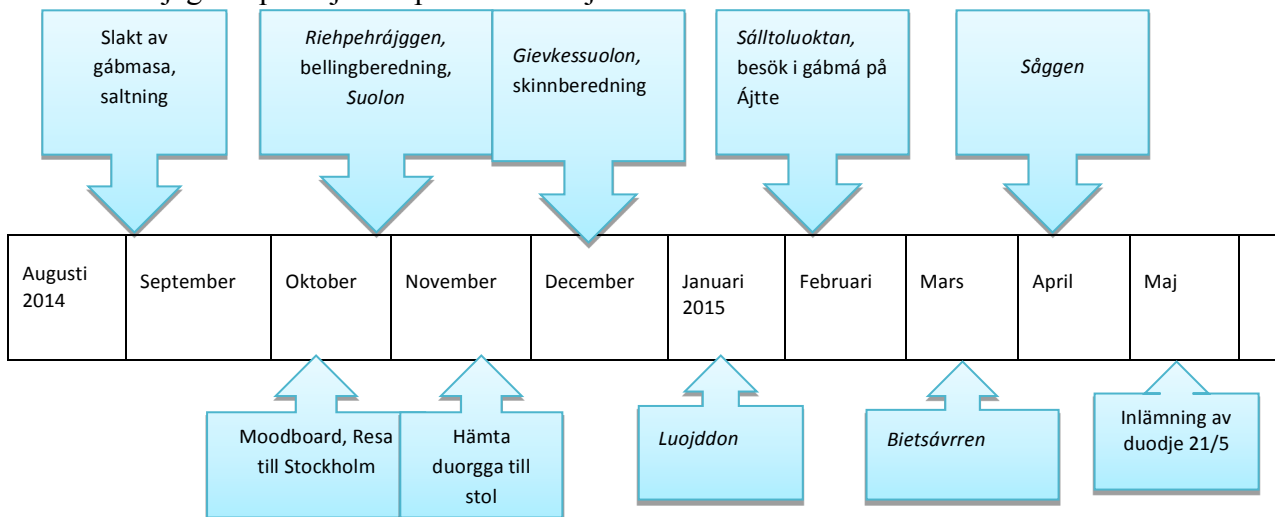 Slakt av
gábmasa,
saltning
Riehpehrájggen,
bellingberedning,
Suolon
Gievkessuolon,
skinnberedning
Sálltoluoktan,
besök i gábmá på
Ájtte
Såggen
Augusti
2014
September
Oktober
November
December
Januari
2015
Februari
Mars
April
Maj
Moodboard, Resa
till Stockholm
Hämta
duorgga till
stol
Luojddon
Bietsávrren
Inlämning av
duodje 21/5